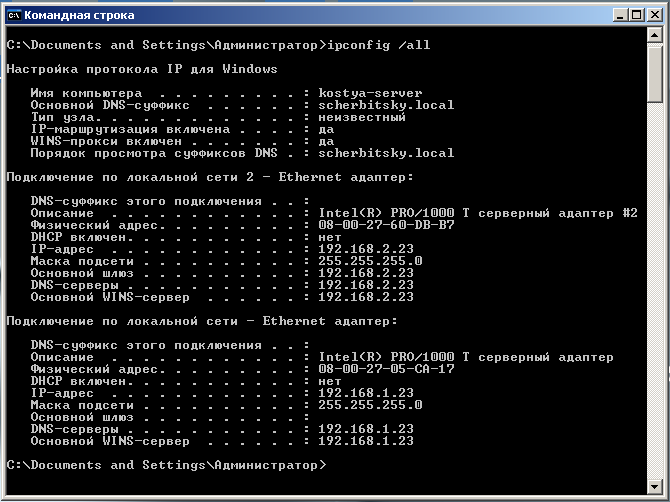 Командная строка
C:\Documents and Settings\Администратор>ipconfig /all
Настройка протокола IP для Windows
Имя компьютера . . . . . . . . . : kostya-server
Основной DNS-суффикс . . . . . . : scherbitsky.local
Тип узла. . . . . . . . . . . . . : неизвестный
IP-маршрутизация включена . . . . : да
WINS-прокси включен . . . . . . . : да
Порядок просмотра суффиксов DNS . : scherbitsky.local
Подключение по локальной сети 2 - Ethernet адаптер:
DNS-суффикс этого подключения . . :
Описание . . . . . . . . . . . . : Intel(R) PRO/1000 T серверный адаптер #2
Физический адрес. . . . . . . . . : 08-00-27-60-DB-B7
DHCP включен. . . . . . . . . . . : нет
IP-адрес . . . . . . . . . . . . : 192.168.2.23
Маска подсети . . . . . . . . . . : 255.255.255.0
Основной шлюз . . . . . . . . . . : 192.168.2.23
DNS-серверы . . . . . . . . . . . : 192.168.2.23
Основной WINS-сервер . . . . . . : 192.168.2.23
Подключение по локальной сети - Ethernet адаптер:
DNS-суффикс этого подключения . . :
Описание . . . . . . . . . . . . : Intel(R) PRO/1000 T серверный адаптер
Физический адрес. . . . . . . . . : 08-00-27-05-CA-17
DHCP включен. . . . . . . . . . . : нет
IP-адрес . . . . . . . . . . . . : 192.168.1.23
Маска подсети . . . . . . . . . . : 255.255.255.0
Основной шлюз . . . . . . . . . . :
DNS-серверы . . . . . . . . . . . : 192.168.1.23
Основной WINS-сервер . . . . . . : 192.168.1.23
C:\Documents and Settings\Администратор>